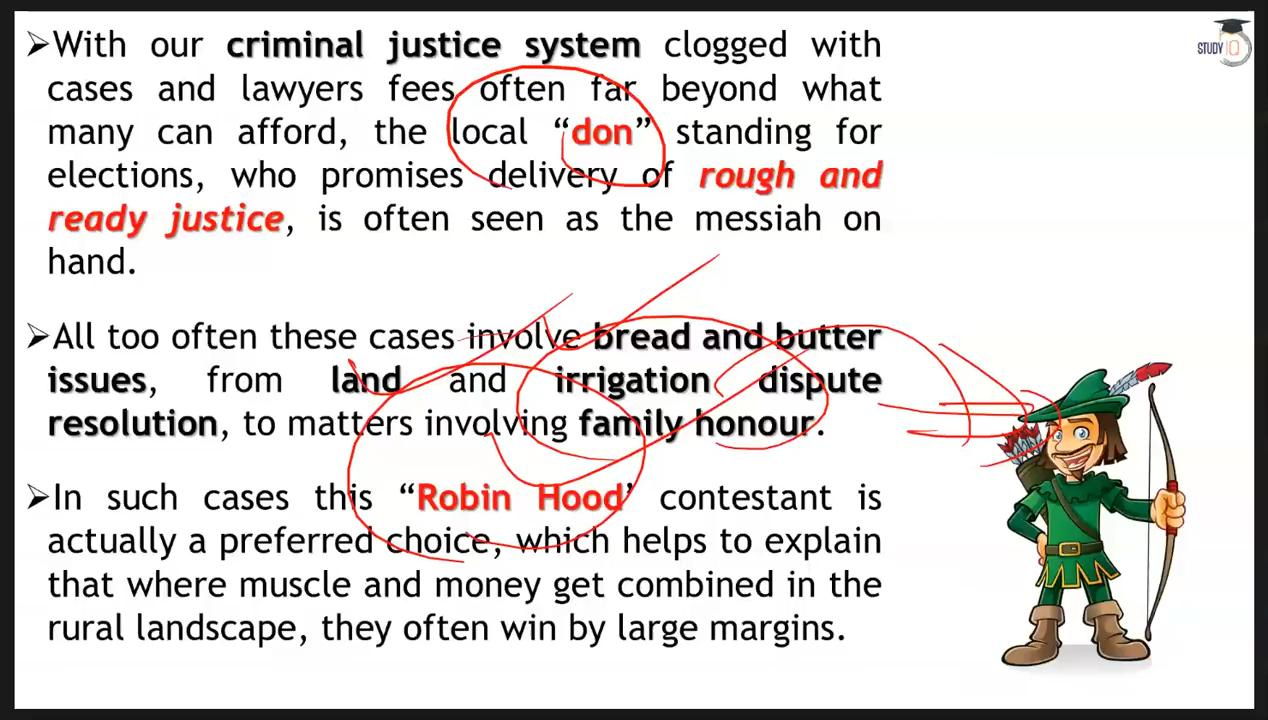 ➢With our criminal justice system clogged with
cases and lawyers fees often far beyond what
many can afford, the local “don” standing for
elections, who promises delivery of rough and
ready justice, is often seen as the messiah on
hand.
➢All too often these cases involve bread and butter
issues, from land and irrigation dispute
resolution, to matters involving family honour.
➢In such cases this “Robin Hood’ contestant is
actually a preferred choice, which helps to explain
that where muscle and money get combined in the
rural landscape, they often win by large margins.
STUDY IQ